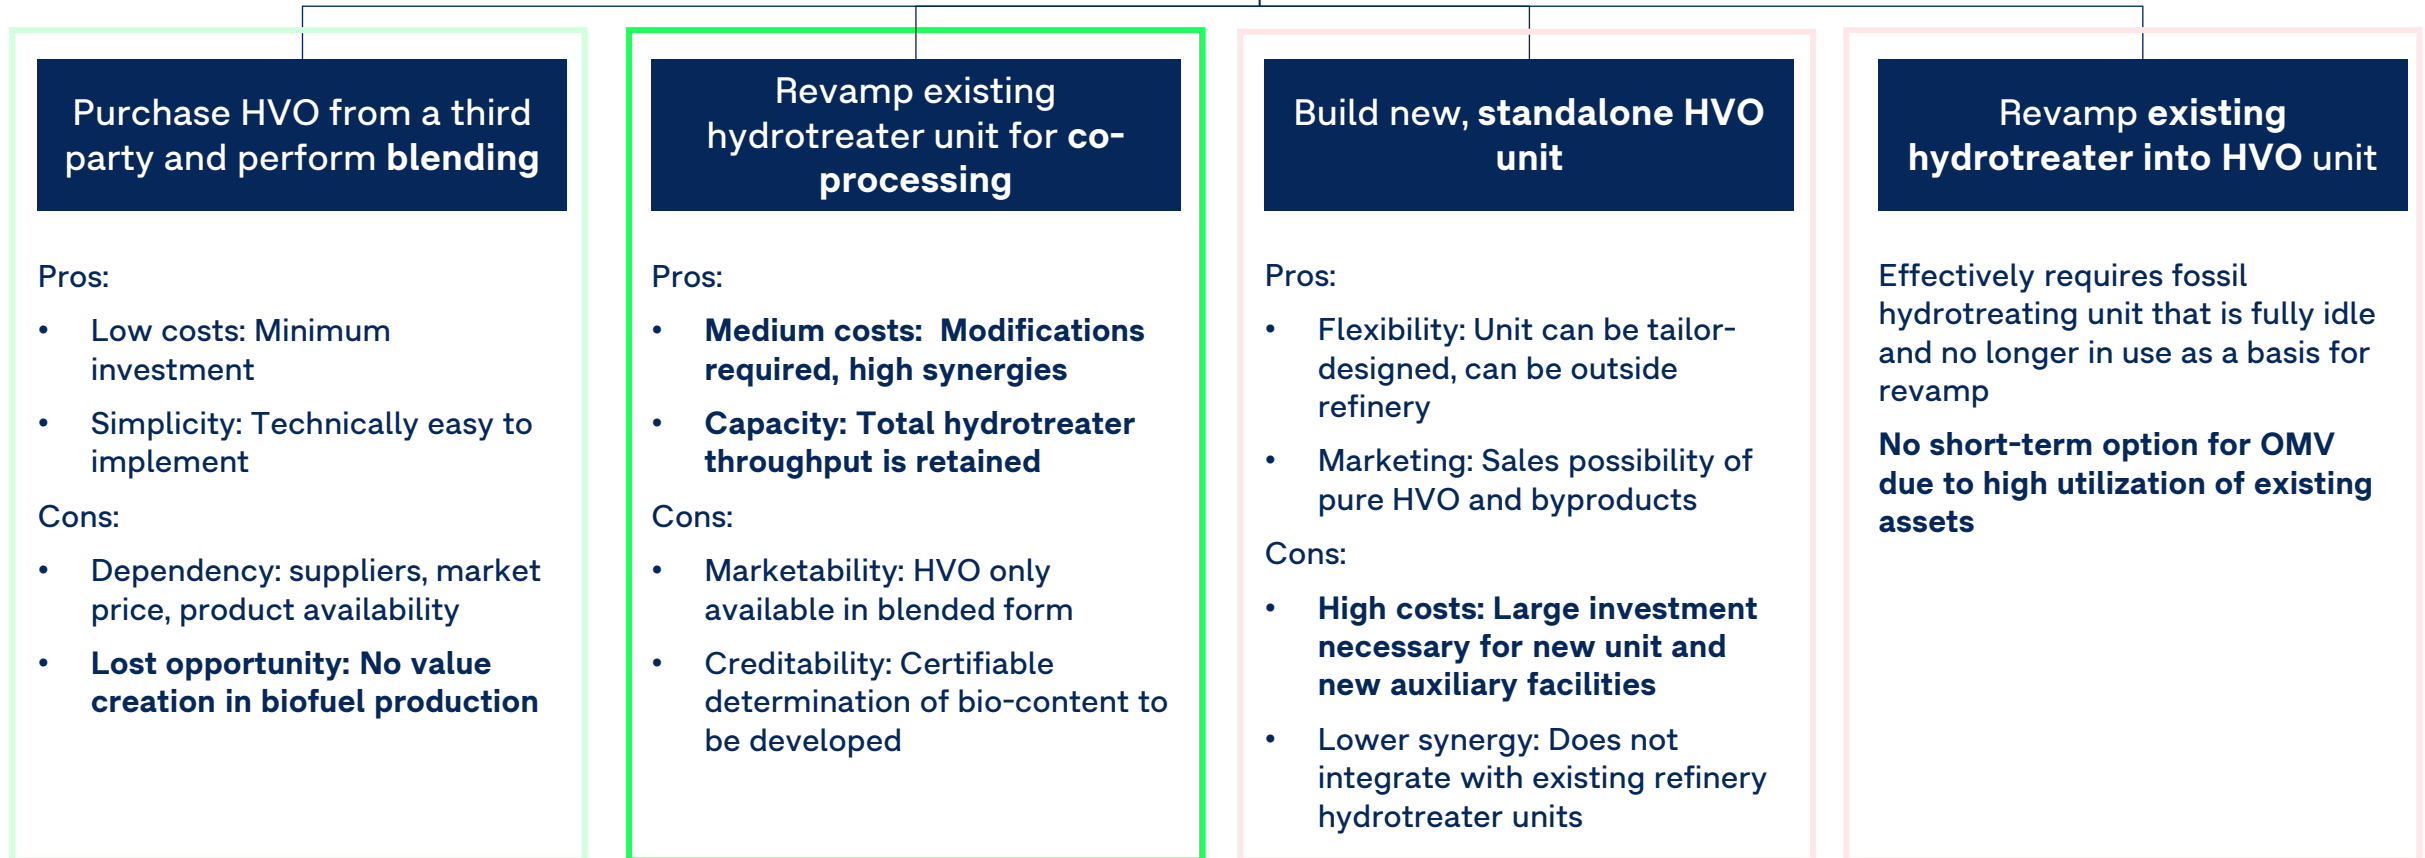 Purchase HVO from a third
party and perform blending
Pros:
• Low costs: Minimum
investment
• Simplicity: Technically easy to
implement
Cons:
• Dependency: suppliers, market
price, product availability
• Lost opportunity: No value
creation in biofuel production
Revamp existing
hydrotreater unit for co-
processing
Pros:
• Medium costs:  Modifications
required, high synergies
• Capacity: Total hydrotreater
throughput is retained
Cons:
• Marketability: HVO only
available in blended form
• Creditability: Certifiable
determination of bio-content to
be developed
Build new, standalone HVO
unit
Pros:
• Flexibility: Unit can be tailor-
designed, can be outside
refinery
• Marketing: Sales possibility of
pure HVO and byproducts
Cons:
• High costs: Large investment
necessary for new unit and
new auxiliary facilities
• Lower synergy: Does not
integrate with existing refinery
hydrotreater units
Revamp existing
hydrotreater into HVO unit
Effectively requires fossil
hydrotreating unit that is fully idle
and no longer in use as a basis for
revamp
No short-term option for OMV
due to high utilization of existing
assets